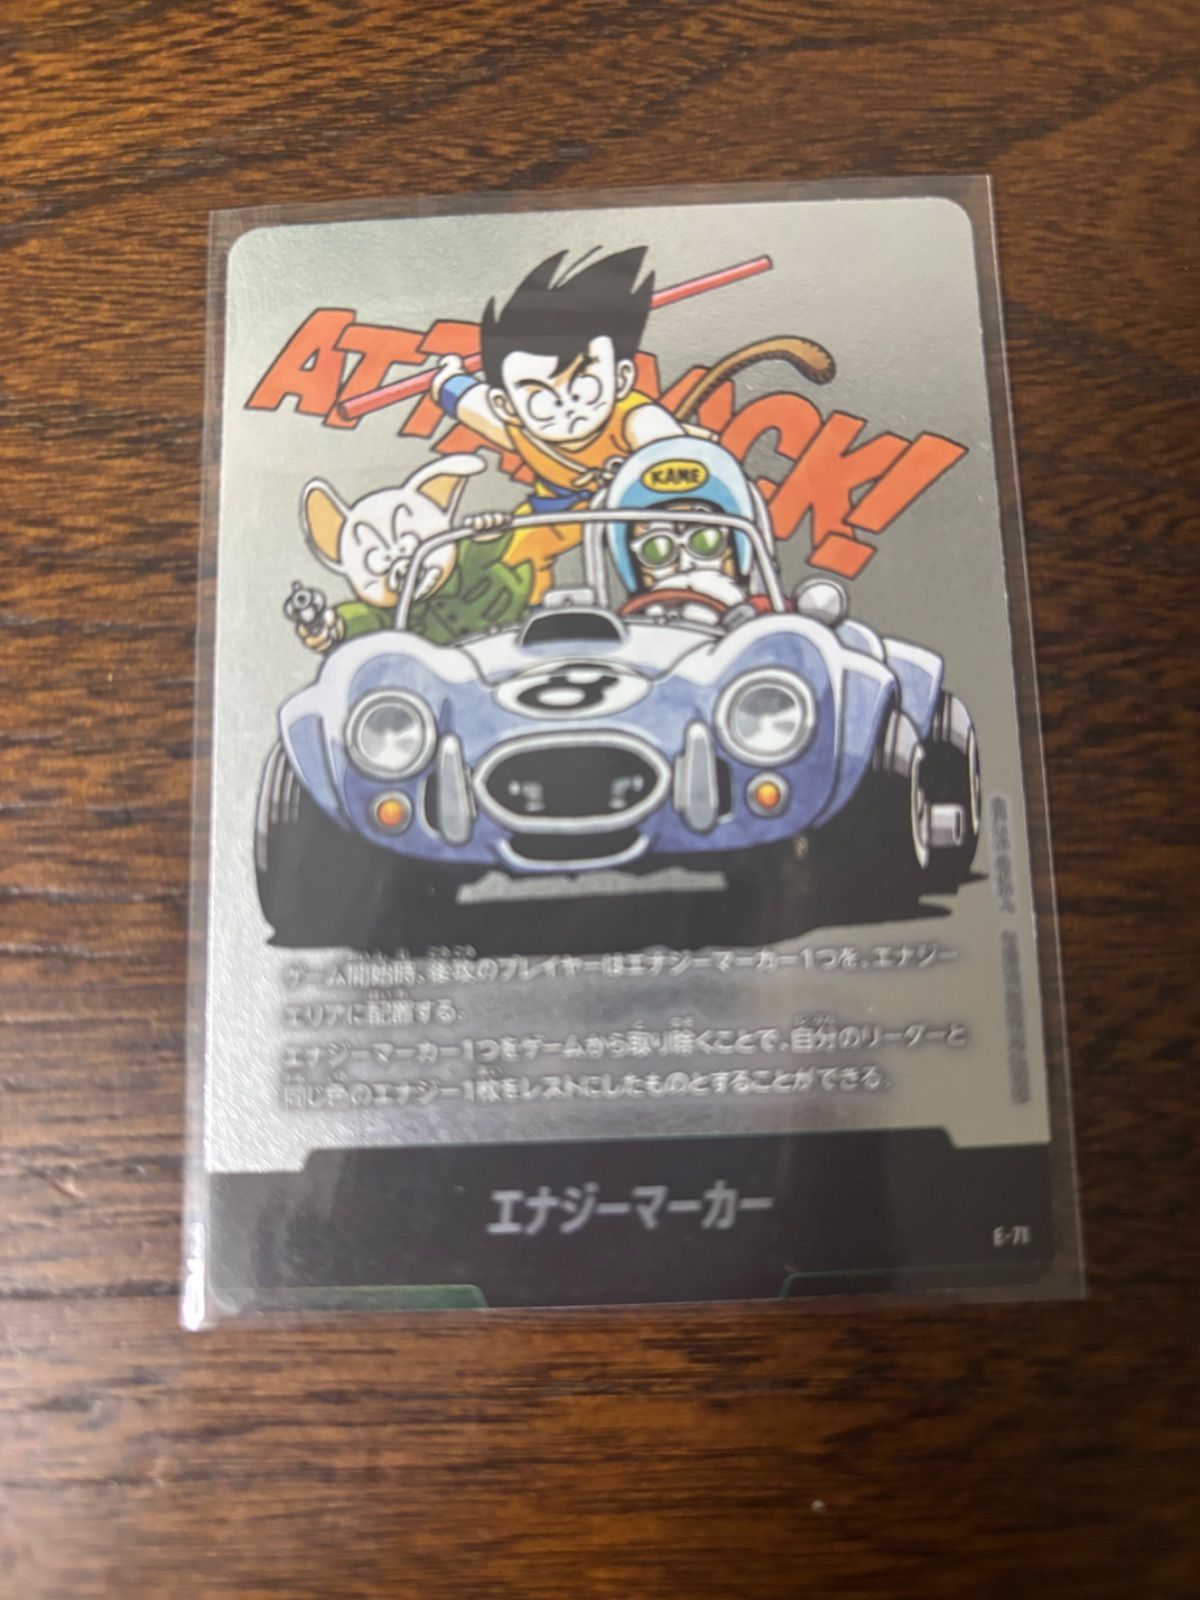 ATTACK!
KAME
ゲーム開始時、後攻のプレイヤーはエナジーマーカー1つを、エナジー
エリアに配置する。
エナジーマーカー1つをゲームから取り除くことで、自分のリーダーと
同じ色のエナジー1枚をレストにしたものとすることができる。
エナジーマーカー
E-71